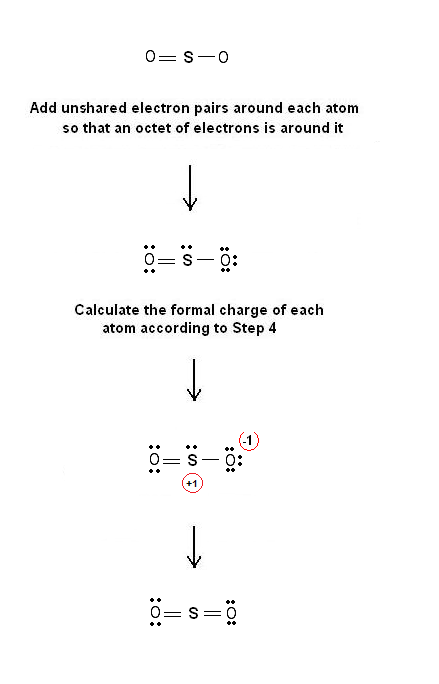 O=S—O
Add unshared electron pairs around each atom
so that an octet of electrons is around it
O=S—O:
Calculate the formal charge of each
atom according to Step 4
-1
O=S—O:
+1
O=S=O